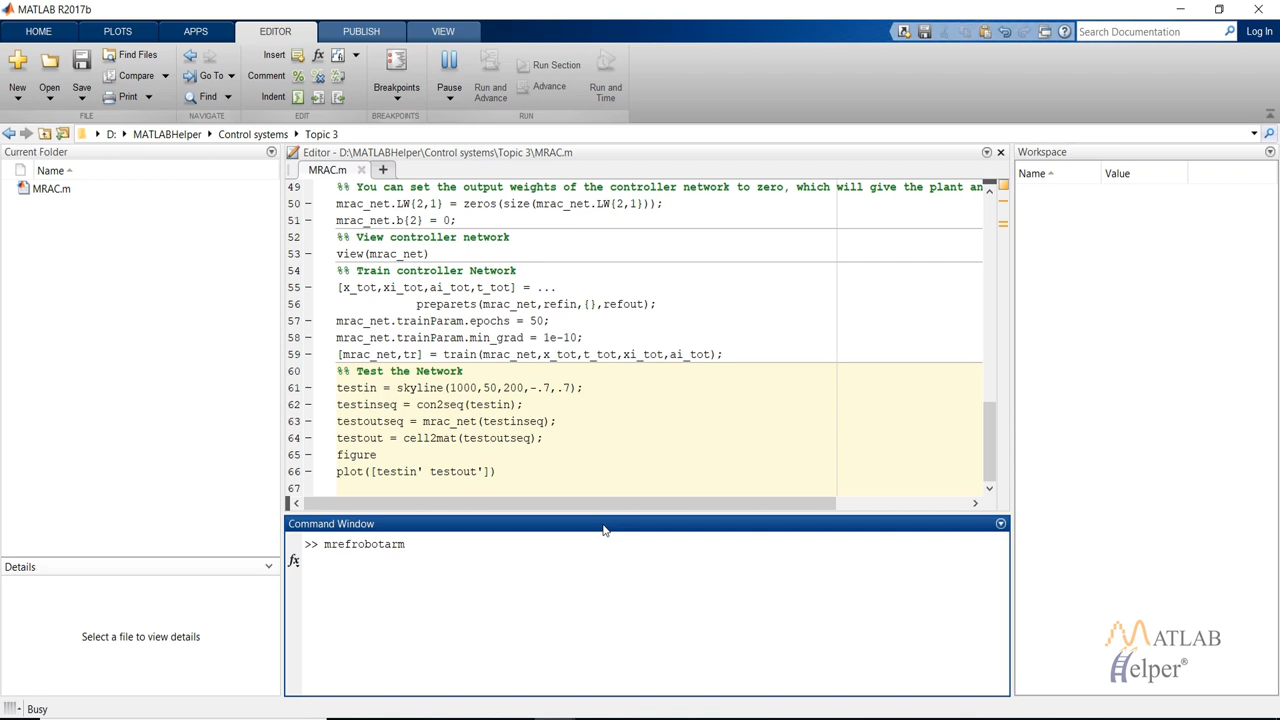 MATLAB R2017b
HOME PLOTS APPS EDITOR PUBLISH VIEW Search Documentation Log In
New Open Save Find Files Compare Print
Insert fx Comment Indent
Go To Find
Breakpoints Pause Run and Advance Run Section Advance Run and Time
FILE NAVIGATE EDIT BREAKPOINTS RUN
D: MATLABHelper Control systems Topic 3
Current Folder
Name
MRAC.m
Details
Select a file to view details
Editor - D:\MATLABHelper\Control systems\Topic 3\MRAC.m
MRAC.m
49 %% You can set the output weights of the controller network to zero, which will give the plant an
50 mrac_net.LW{2,1} = zeros(size(mrac_net.LW{2,1}));
51 mrac_net.b{2} = 0;
52 %% View controller network
53 view(mrac_net)
54 %% Train controller Network
55 [x_tot,xi_tot,ai_tot,t_tot] = ...
56 preparets(mrac_net,refin,{},refout);
57 mrac_net.trainParam.epochs = 50;
58 mrac_net.trainParam.min_grad = 1e-10;
59 [mrac_net,tr] = train(mrac_net,x_tot,t_tot,xi_tot,ai_tot);
60 %% Test the Network
61 testin = skyline(1000,50,200,-.7,.7);
62 testinseq = con2seq(testin);
63 testoutseq = mrac_net(testinseq);
64 testout = cell2mat(testoutseq);
65 figure
66 plot([testin' testout'])
67
Command Window
>> mrefrobotarm
fx
Workspace
Name Value
MATLAB
Helper®
Busy